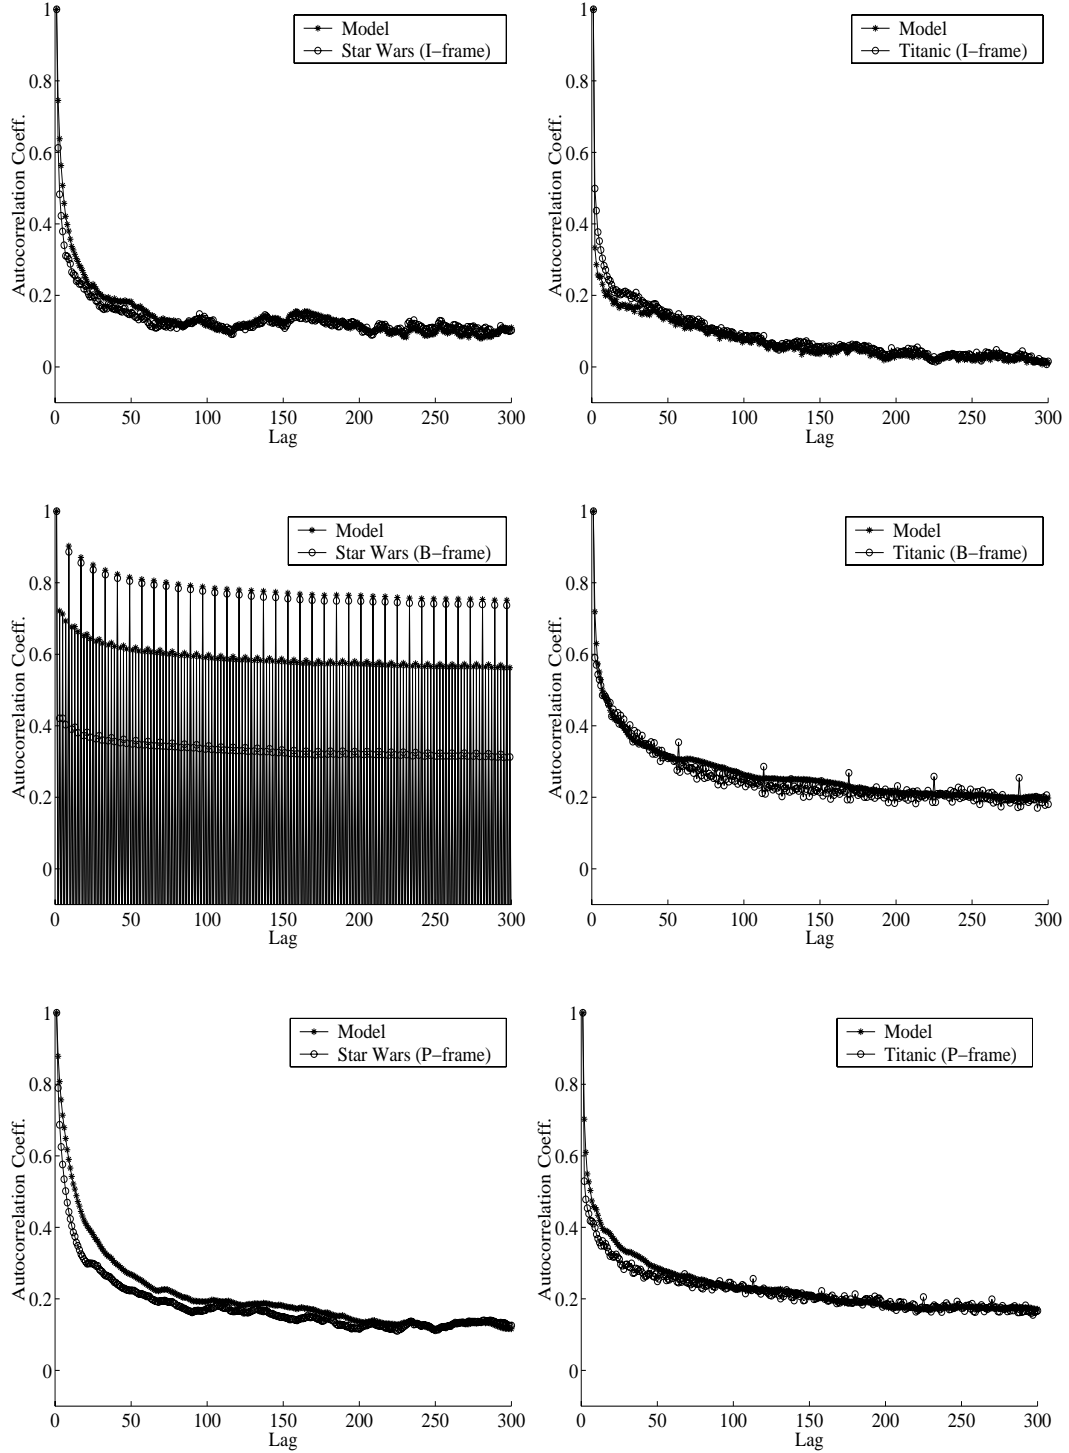 Model
Star Wars (I-frame)
Autocorrelation Coeff.
1
0.8
0.6
0.4
0.2
0
0 50 100 150 200 250 300
Lag
Model
Titanic (I-frame)
Autocorrelation Coeff.
1
0.8
0.6
0.4
0.2
0
0 50 100 150 200 250 300
Lag
Model
Star Wars (B-frame)
Autocorrelation Coeff.
1
0.8
0.6
0.4
0.2
0
0 50 100 150 200 250 300
Lag
Model
Titanic (B-frame)
Autocorrelation Coeff.
1
0.8
0.6
0.4
0.2
0
0 50 100 150 200 250 300
Lag
Model
Star Wars (P-frame)
Autocorrelation Coeff.
1
0.8
0.6
0.4
0.2
0
0 50 100 150 200 250 300
Lag
Model
Titanic (P-frame)
Autocorrelation Coeff.
1
0.8
0.6
0.4
0.2
0
0 50 100 150 200 250 300
Lag